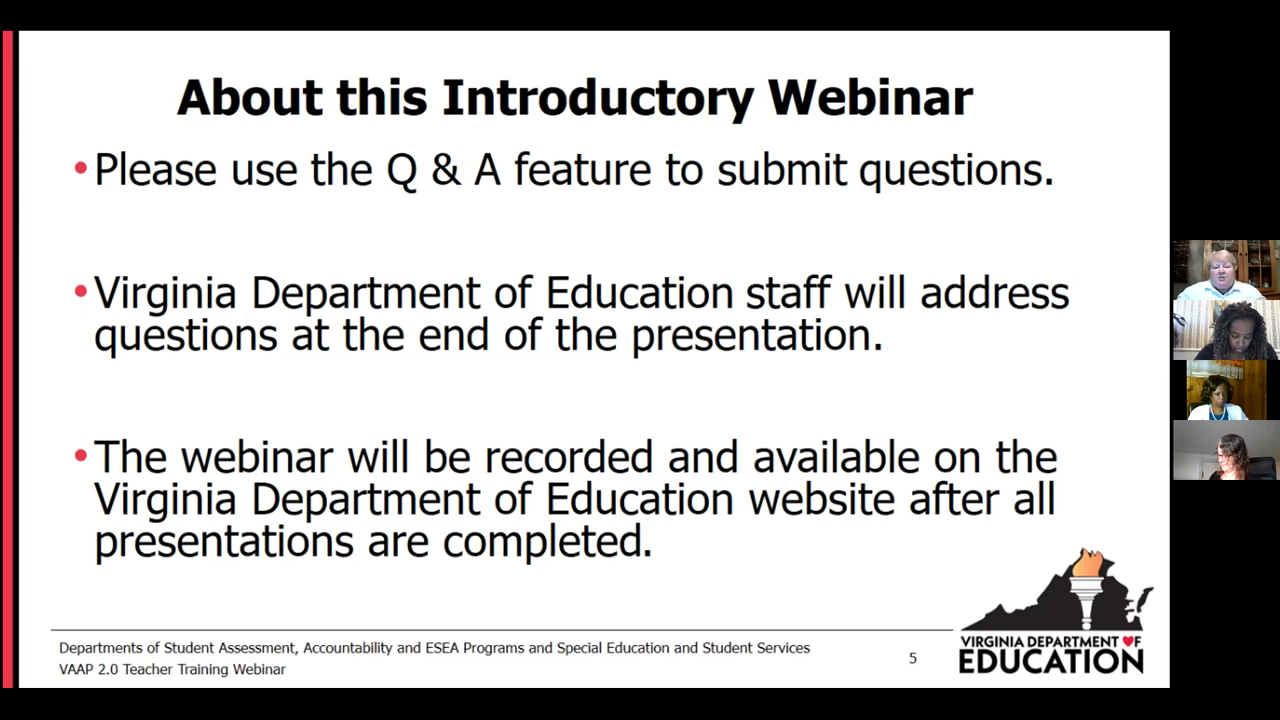 About this Introductory Webinar
•Please use the Q & A feature to submit questions.
•Virginia Department of Education staff will address
questions at the end of the presentation.
•The webinar will be recorded and available on the
Virginia Department of Education website after all
presentations are completed.
Departments of Student Assessment, Accountability and ESEA Programs and Special Education and Student Services
VAAP 2.0 Teacher Training Webinar
5
VIRGINIA DEPARTMENT OF
EDUCATION